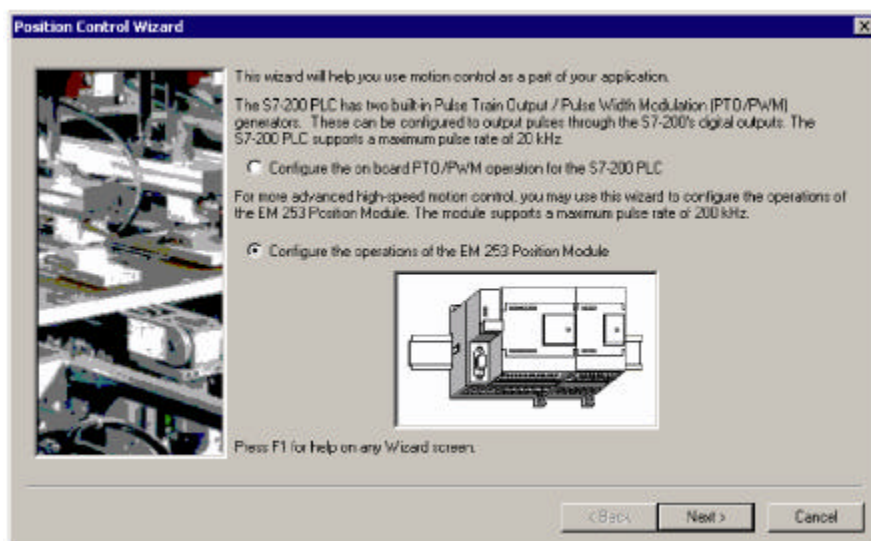 Position Control Wizard
This wizard will help you use motion control as a part of your application.
The S7-200 PLC has two built-in Pulse Train Output / Pulse Width Modulation (PTO/PWM)
generators. These can be configured to output pulses through the S7-200's digital outputs. The
S7-200 PLC supports a maximum pulse rate of 20 kHz.
Configure the on board PTO/PWM operation for the S7-200 PLC
For more advanced high-speed motion control, you may use this wizard to configure the operations of
the EM 253 Position Module. The module supports a maximum pulse rate of 200 kHz.
Configure the operations of the EM 253 Position Module
Press F1 for help on any Wizard screen.
< Back
Next >
Cancel